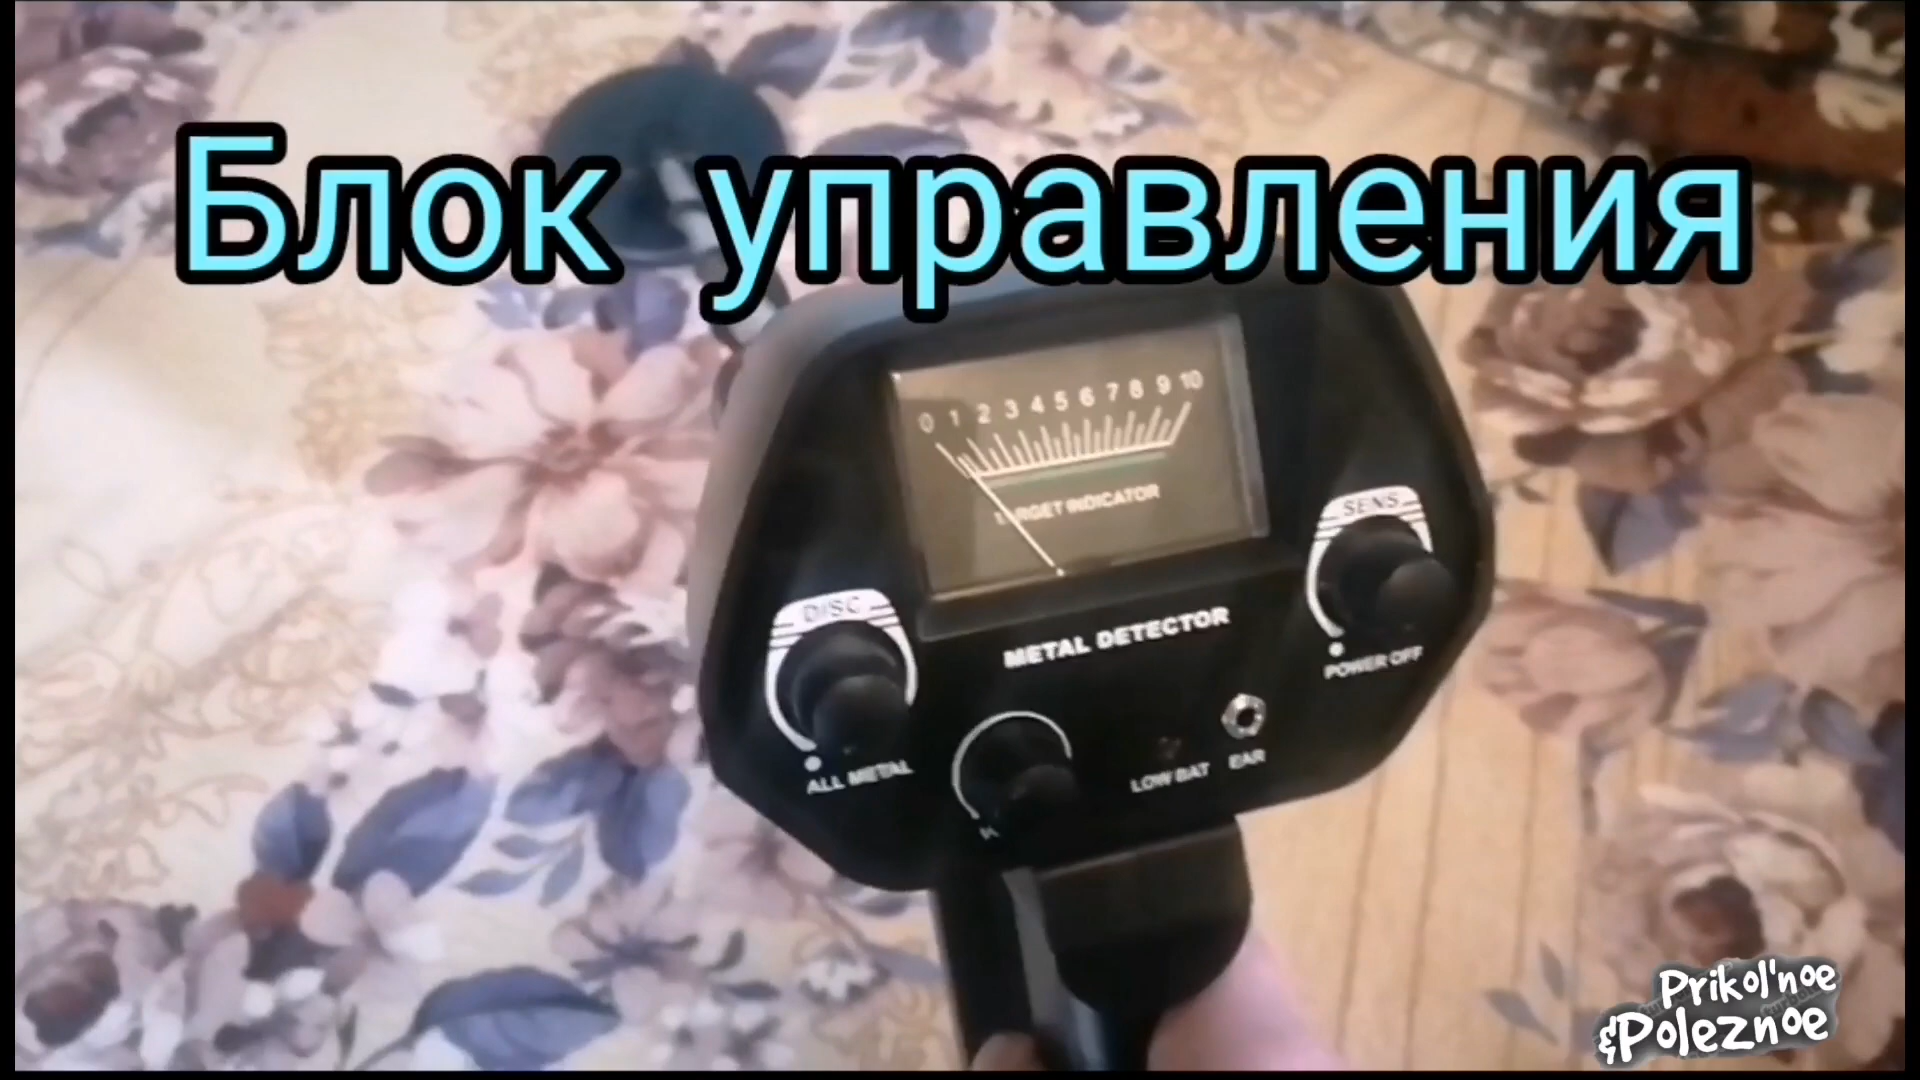 Блок управления
0 1 2 3 4 5 6 7 8 9 10
TARGET INDICATOR
SENS
DISC
METAL DETECTOR
POWER OFF
ALL METAL
LOW BAT
EAR
Prikol'noe
&Poleznoe